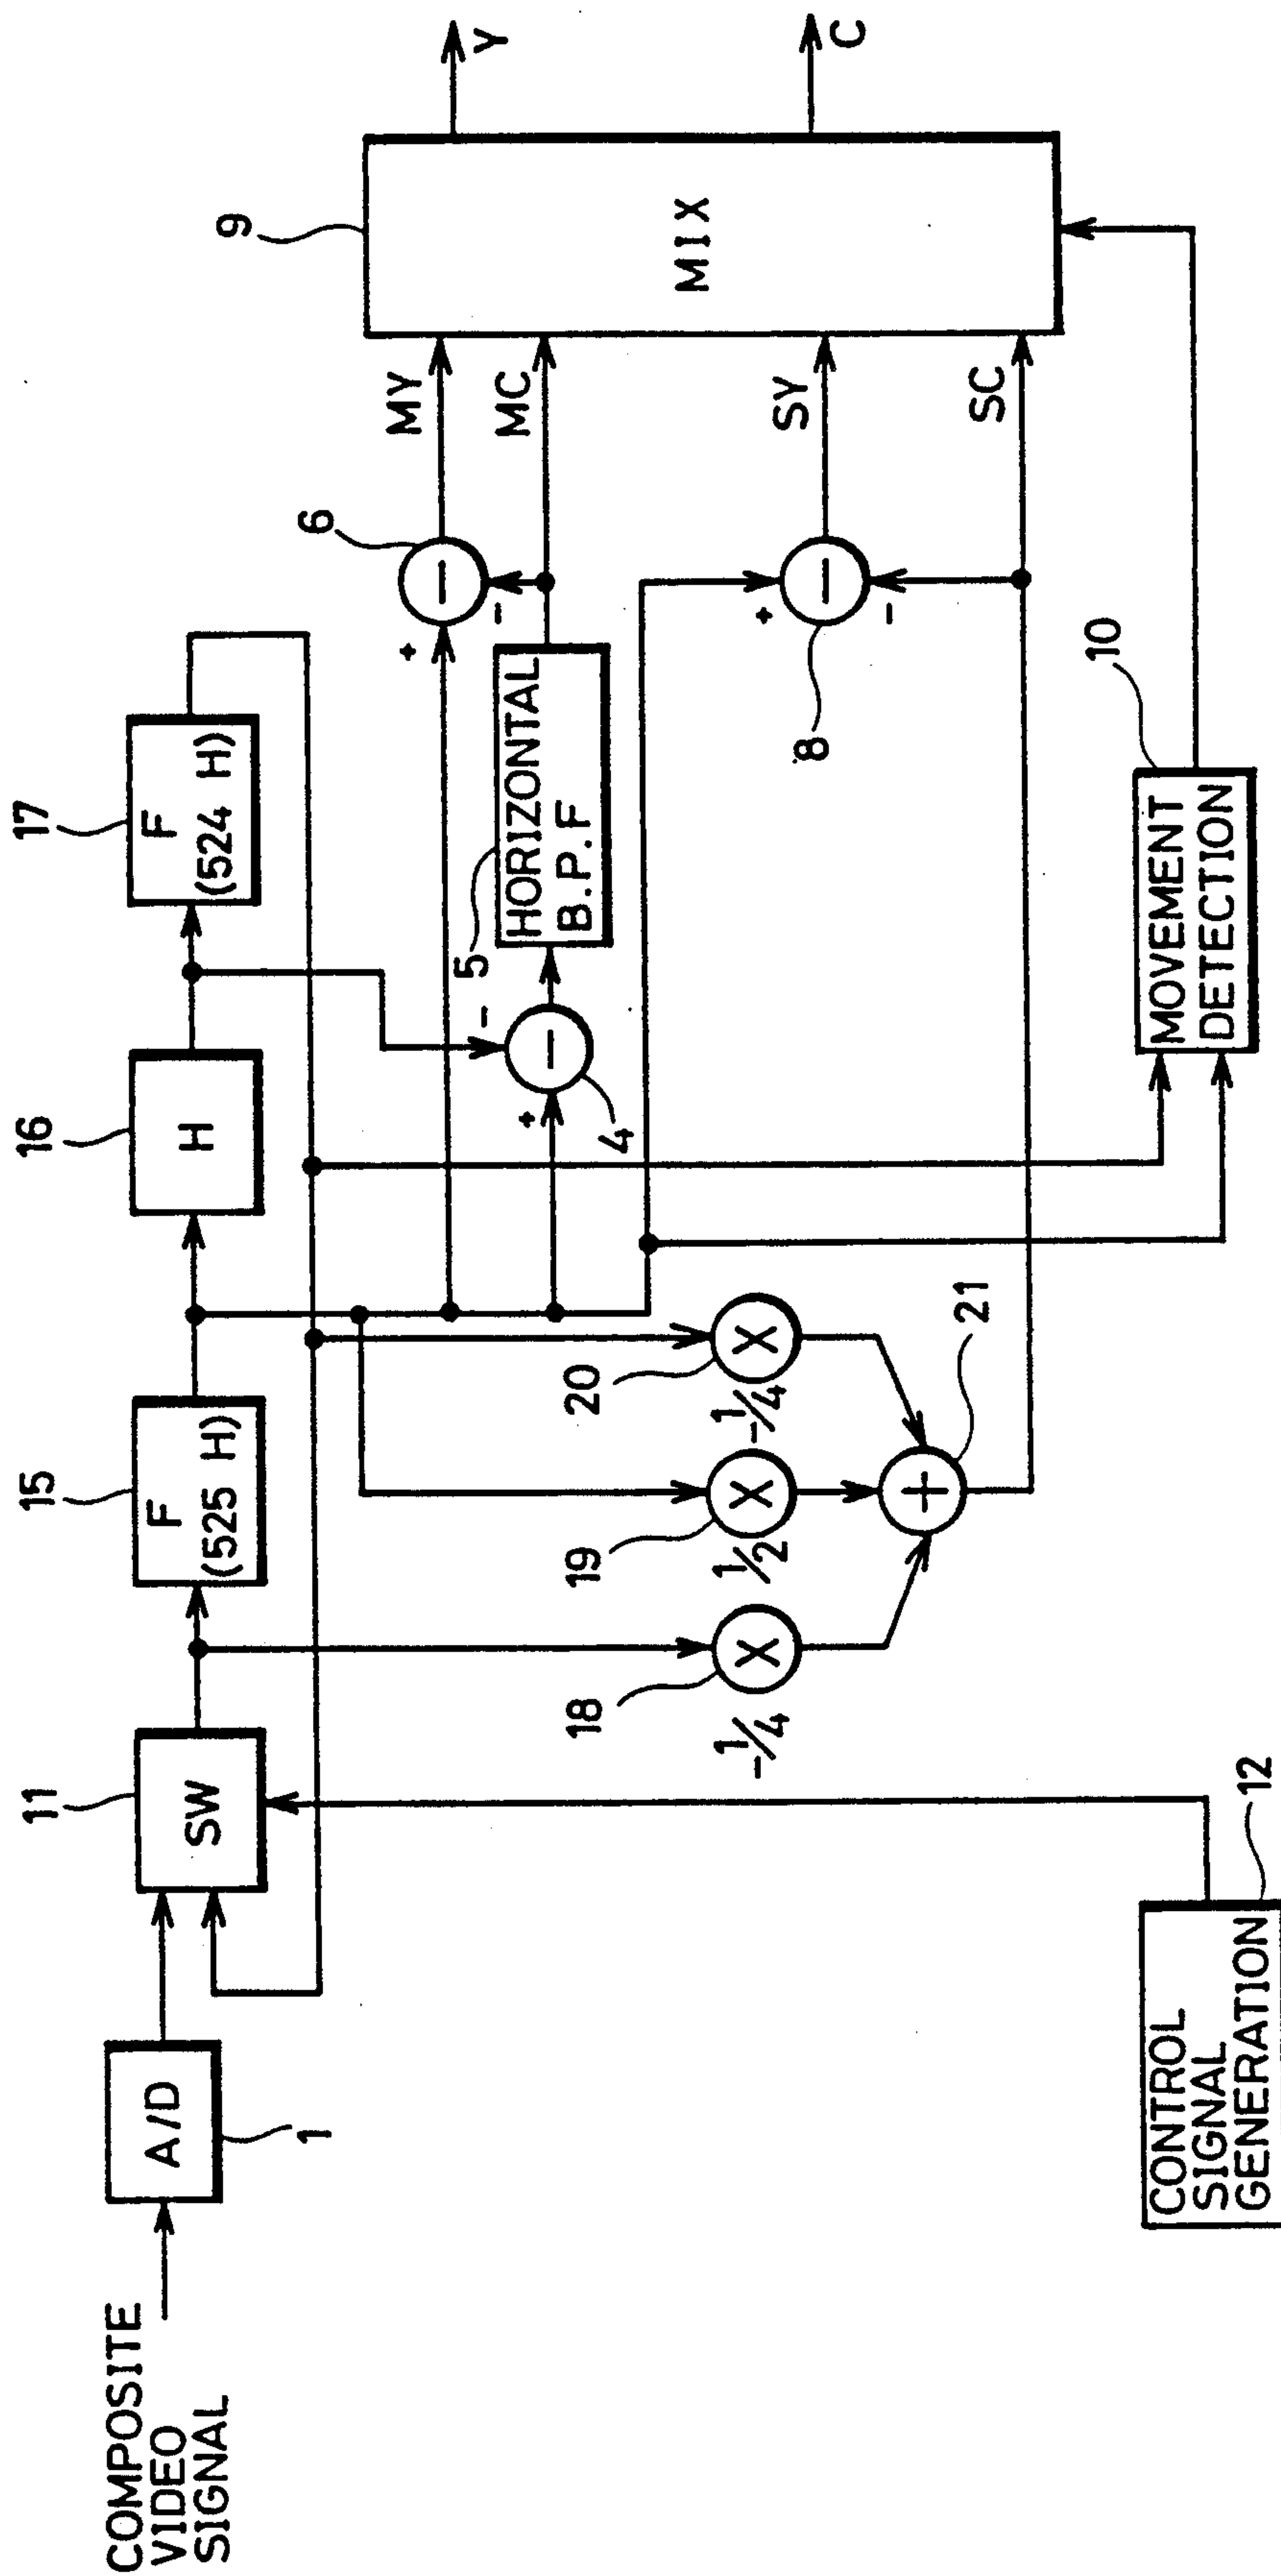 COMPOSITE
VIDEO
SIGNAL
A/D
1
11
SW
15
F
(525 H)
16
H
17
F
(524 H)
18
X
-1/4
19
X
1/2
20
X
-1/4
21
+
4
+
-
−
5
HORIZONTAL
B.P.F
6
+
-
−
8
+
-
−
MY
MC
SY
SC
9
MIX
Y
C
10
MOVEMENT
DETECTION
12
CONTROL
SIGNAL
GENERATION